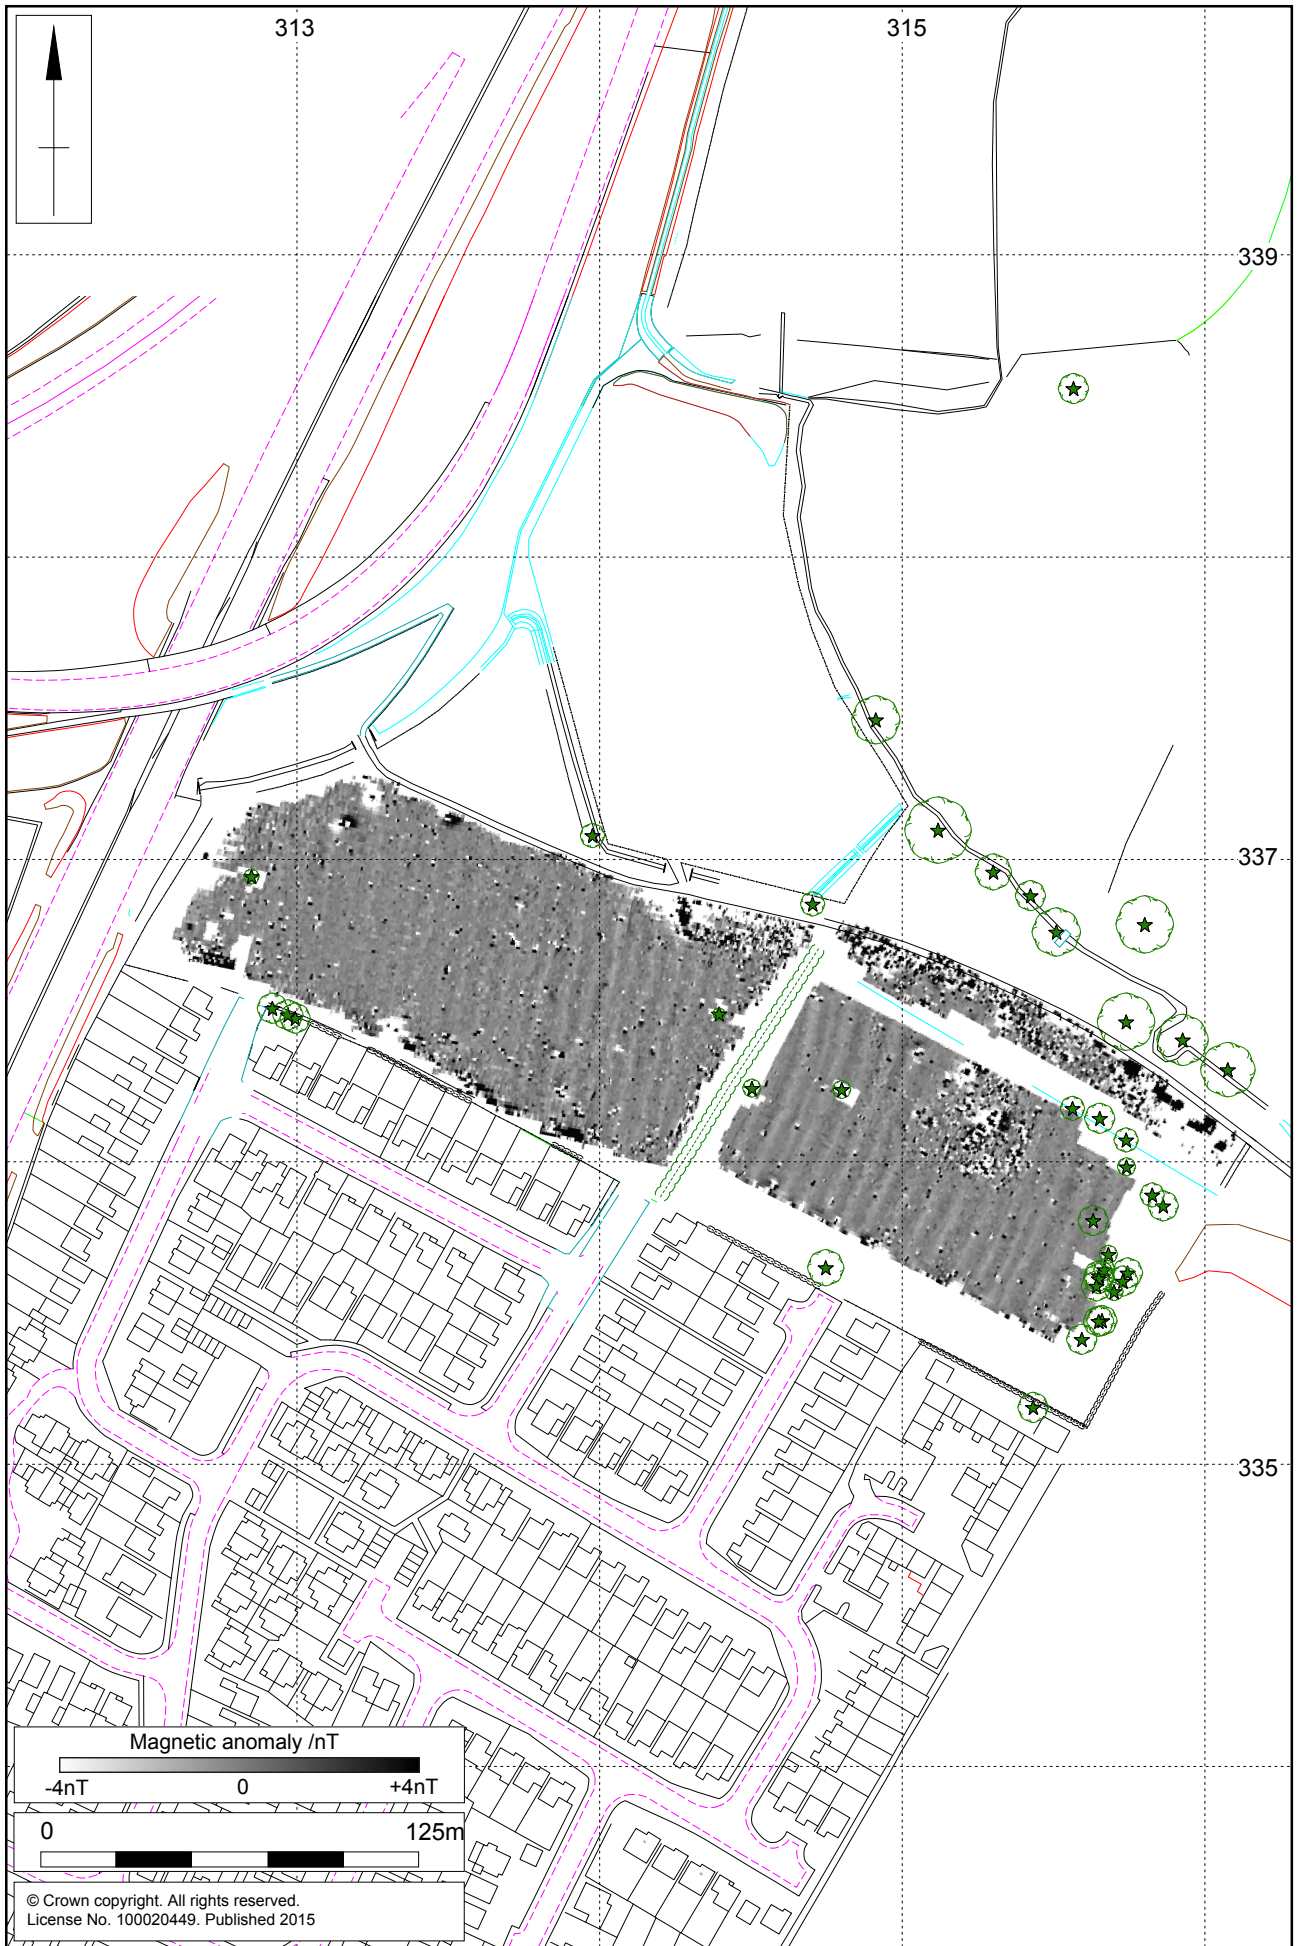 313
315
339
337
335
Magnetic anomaly /nT
-4nT 0 +4nT
0 125m
© Crown copyright. All rights reserved.
License No. 100020449. Published 2015